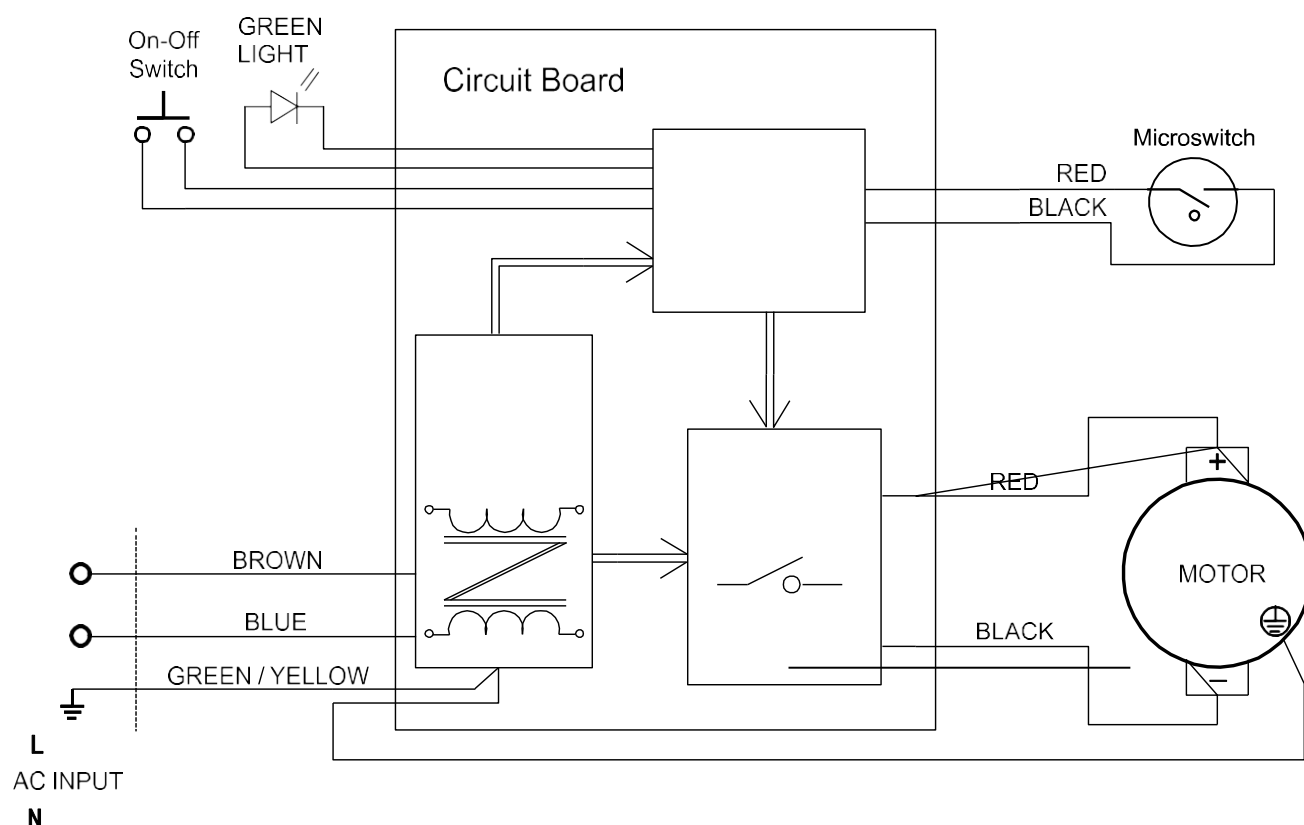 On-Off
Switch
GREEN
LIGHT
Circuit Board
Microswitch
RED
BLACK
RED
+
MOTOR
BROWN
BLUE
BLACK
GREEN / YELLOW
−
L
AC INPUT
N